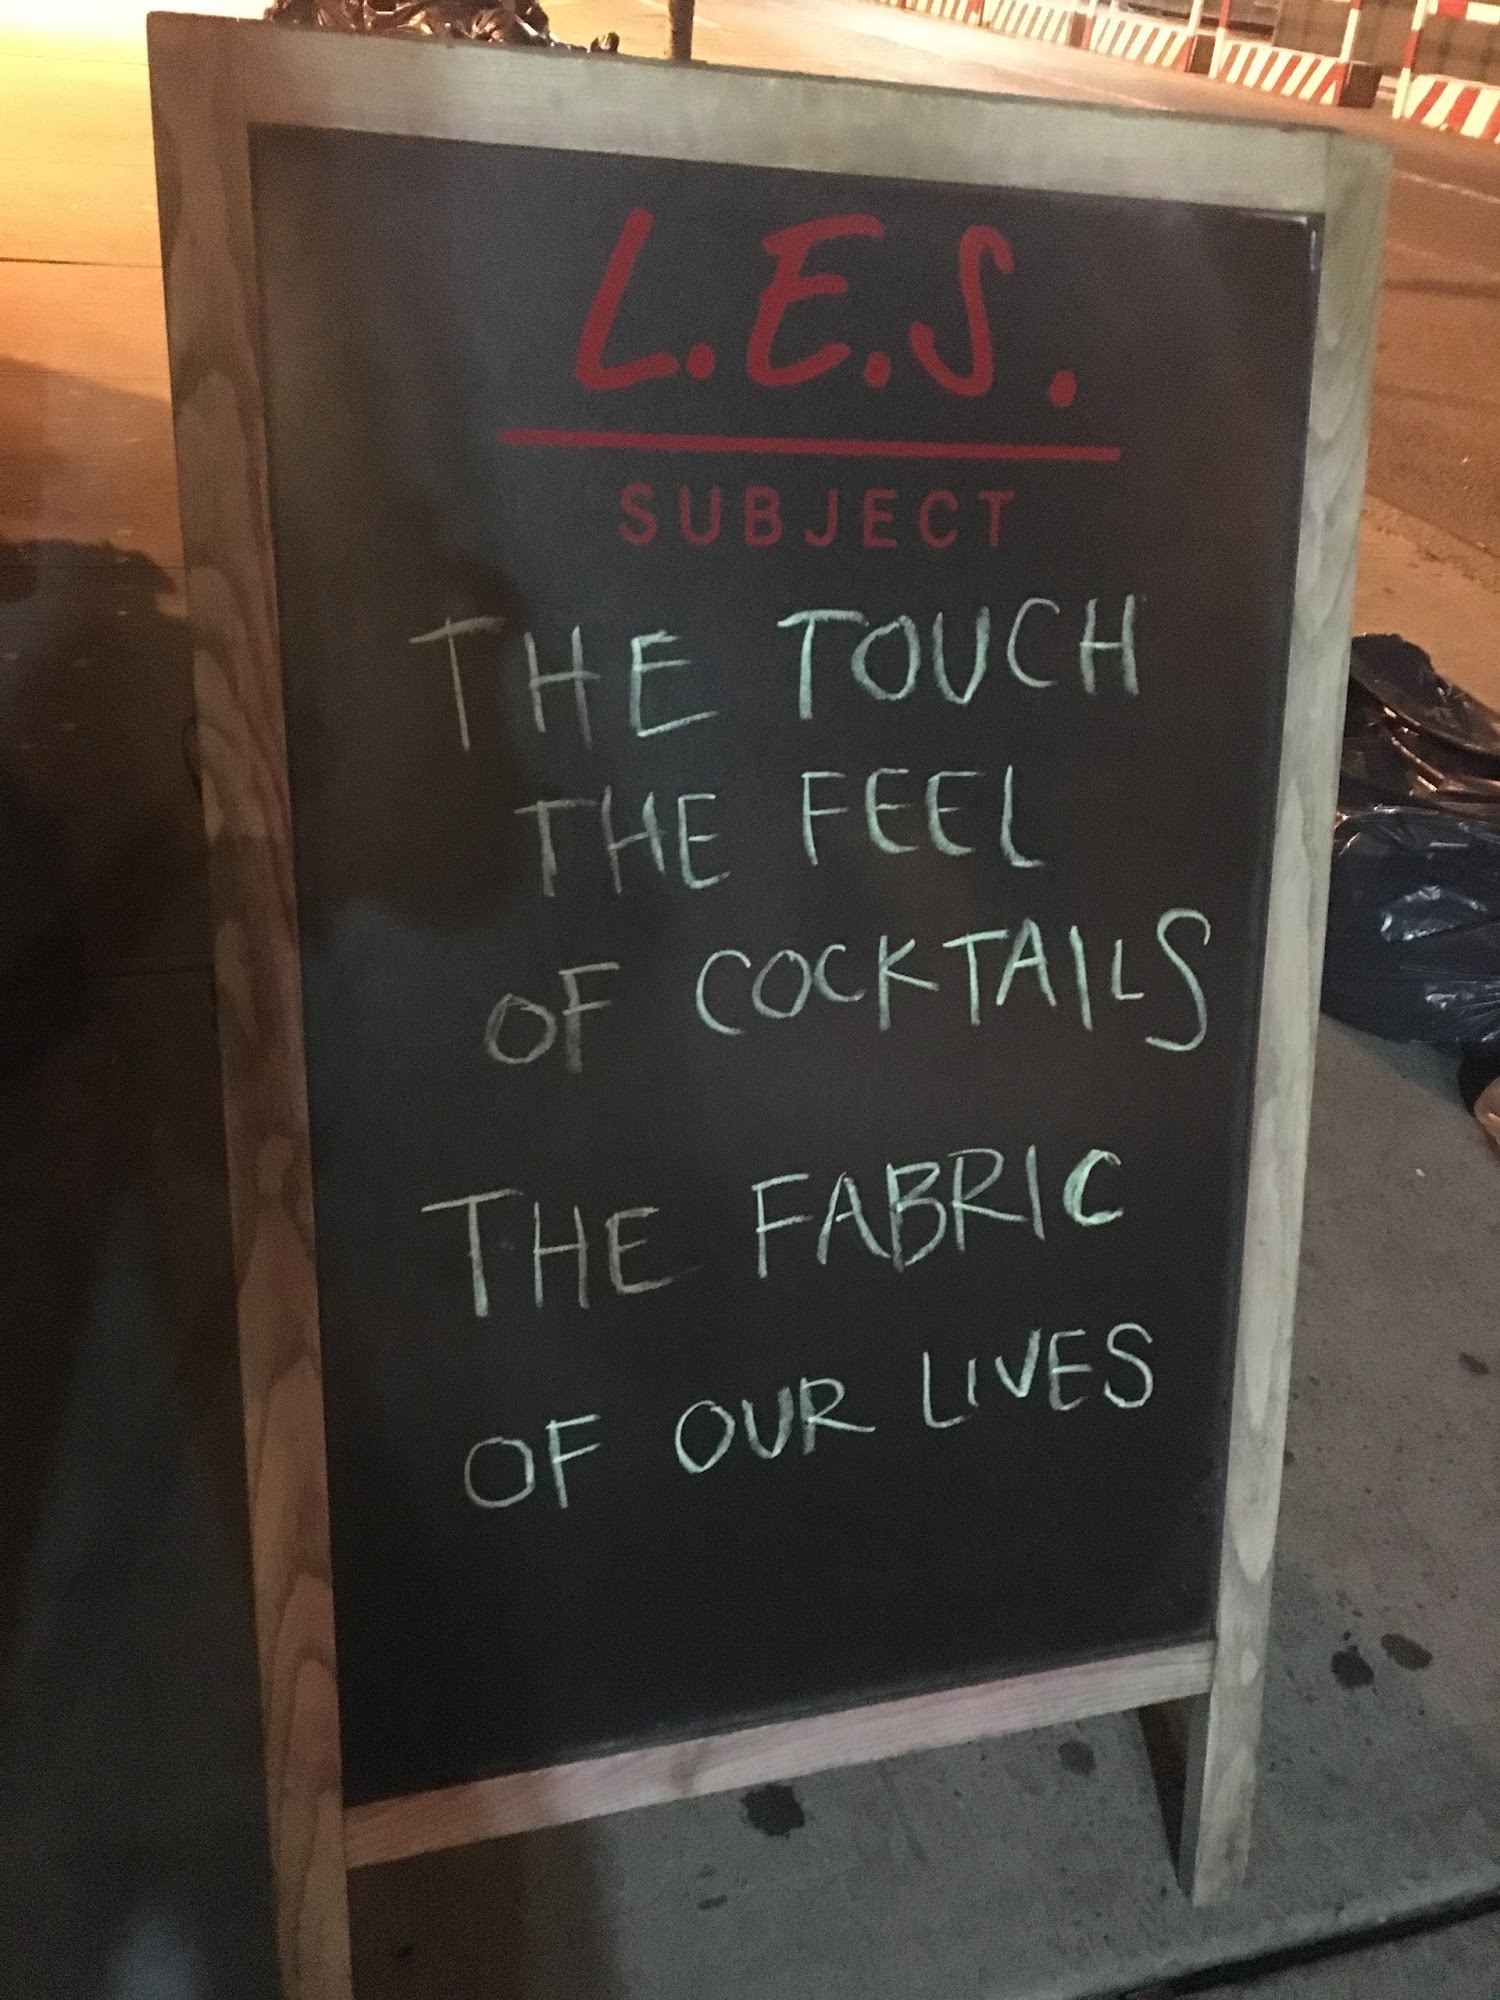 L.E.S.
SUBJECT
THE TOUCH
THE FEEL
OF COCKTAILS
THE FABRIC
OF OUR LIVES